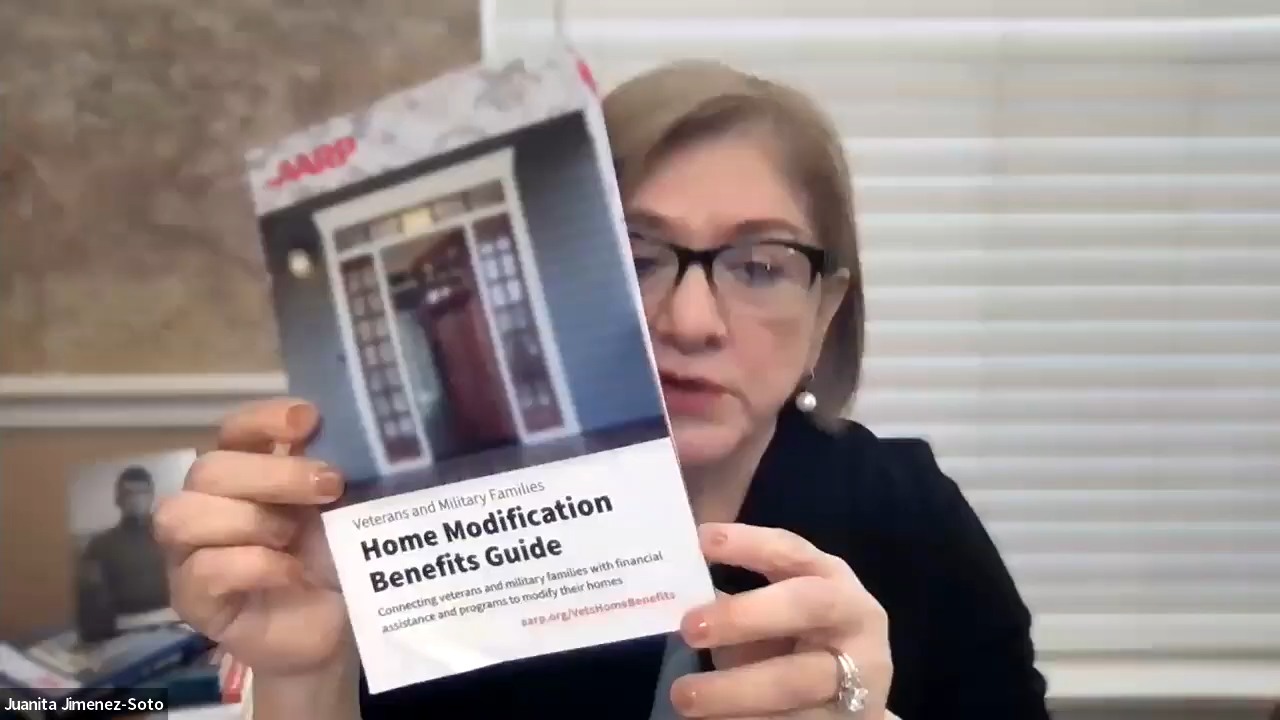 AARP
Veterans and Military Families
Home Modification
Benefits Guide
Connecting veterans and military families with financial
assistance and programs to modify their homes
aarp.org/VetsHomeBenefits
Juanita Jimenez-Soto